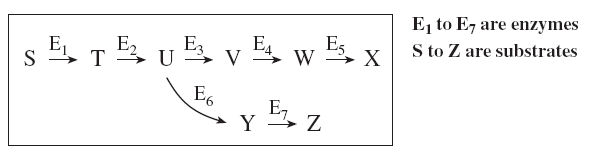 S E₁ T E₂ U E₃ V E₄ W E₅ X
E₆ Y E₇ Z
E₁ to E₇ are enzymes
S to Z are substrates